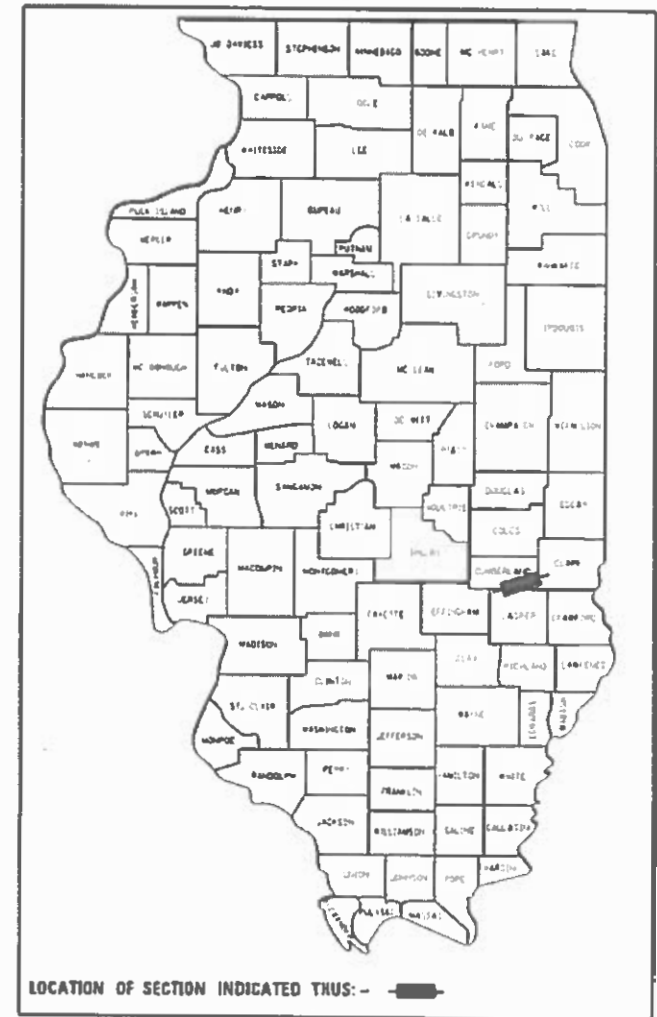 JO DAVIESS STEPHENSON WINNEBAGO BOONE MC HENRY LAKE
CARROLL OGLE DE KALB KANE DU PAGE COOK
WHITESIDE LEE
KENDALL WILL
ROCK ISLAND HENRY BUREAU LA SALLE GRUNDY
MERCER PUTNAM
STARK MARSHALL KANKAKEE
HENDERSON WARREN KNOX PEORIA WOODFORD LIVINGSTON IROQUOIS
HANCOCK MC DONOUGH FULTON TAZEWELL MC LEAN FORD
SCHUYLER MASON
ADAMS BROWN CASS MENARD LOGAN DE WITT CHAMPAIGN VERMILION
MACON PIATT
PIKE SCOTT MORGAN SANGAMON CHRISTIAN MOULTRIE DOUGLAS EDGAR
COLES
CALHOUN GREENE MACOUPIN MONTGOMERY SHELBY CUMBERLAND CLARK
JERSEY FAYETTE EFFINGHAM JASPER CRAWFORD
MADISON BOND
CLAY RICHLAND LAWRENCE
CLINTON MARION
ST. CLAIR WAYNE EDWARDS WABASH
MONROE WASHINGTON JEFFERSON
RANDOLPH PERRY HAMILTON WHITE
FRANKLIN
JACKSON WILLIAMSON SALINE GALLATIN
UNION JOHNSON POPE HARDIN
PULASKI MASSAC
LOCATION OF SECTION INDICATED THUS:-